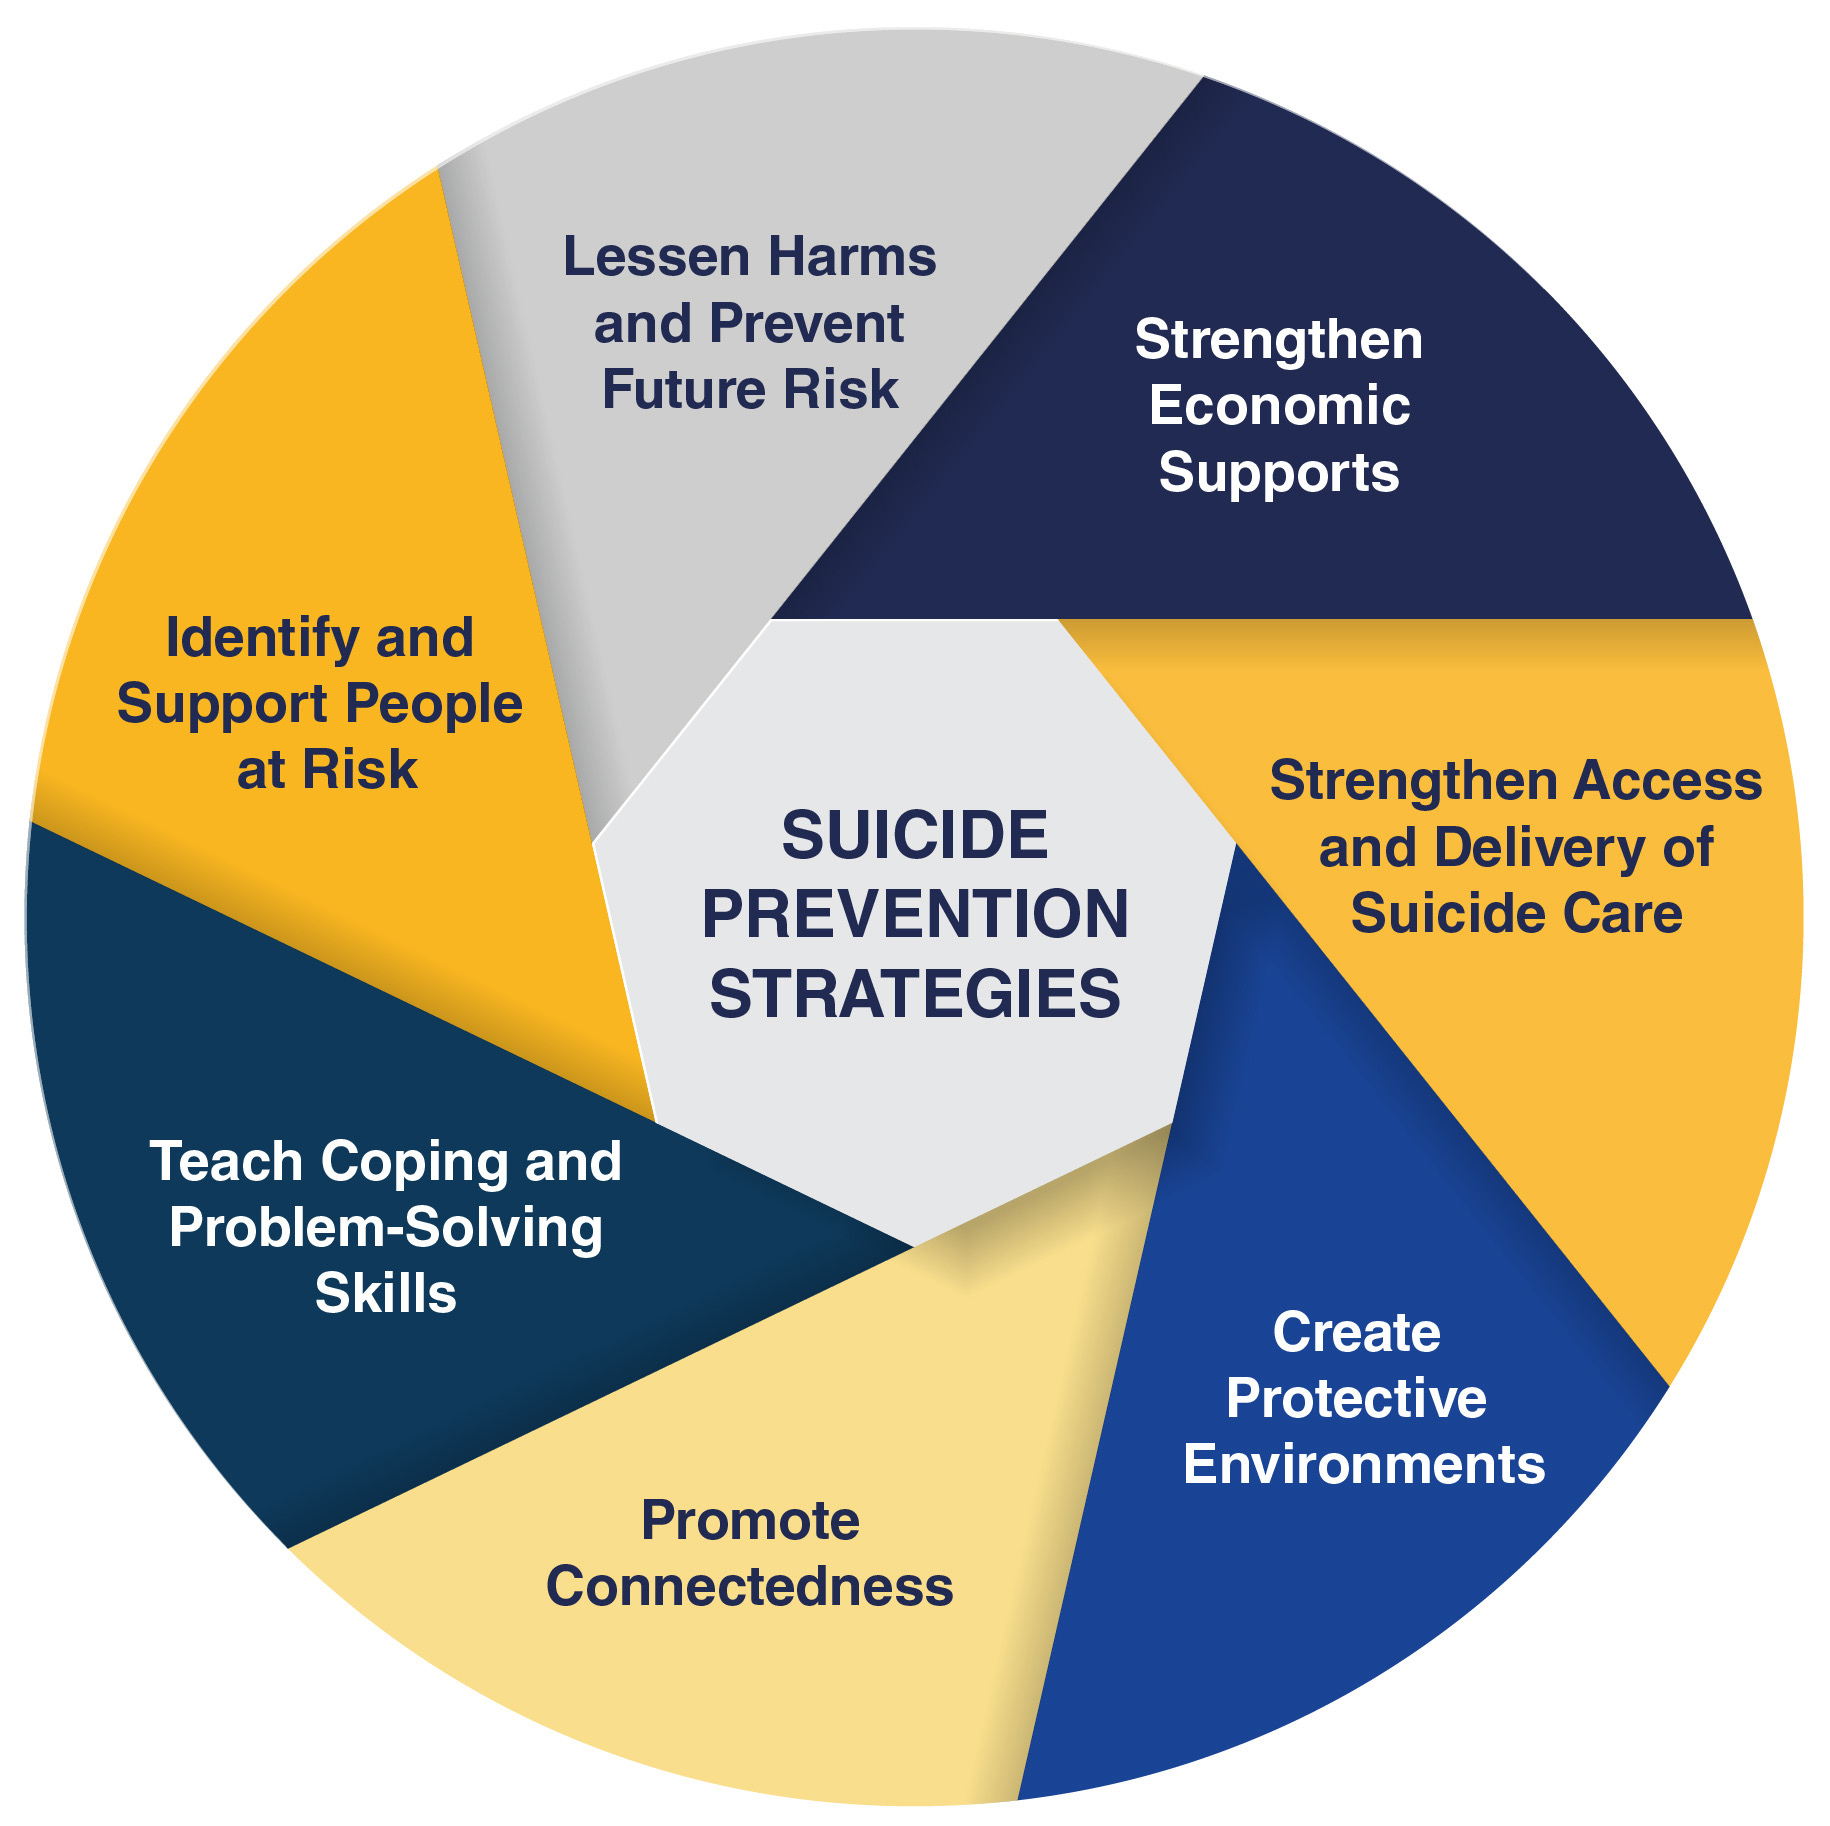 Lessen Harms
and Prevent
Future Risk
Strengthen
Economic
Supports
Strengthen Access
and Delivery of
Suicide Care
Create
Protective
Environments
Promote
Connectedness
Teach Coping and
Problem-Solving
Skills
Identify and
Support People
at Risk
SUICIDE
PREVENTION
STRATEGIES